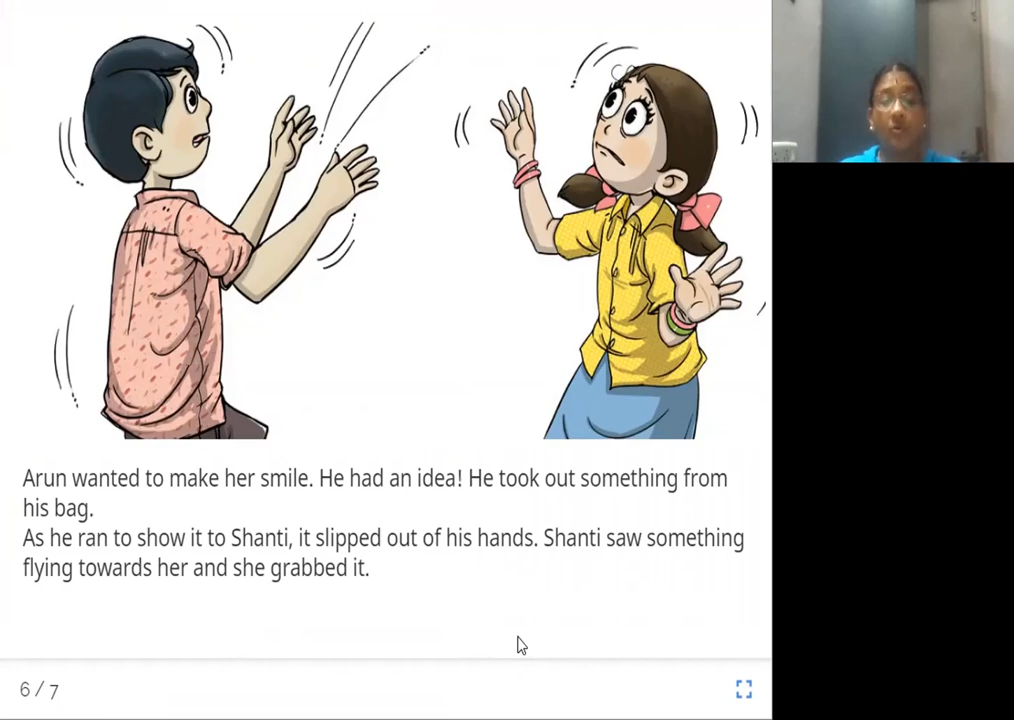 Arun wanted to make her smile. He had an idea! He took out something from
his bag.
As he ran to show it to Shanti, it slipped out of his hands. Shanti saw something
flying towards her and she grabbed it.
6 / 7